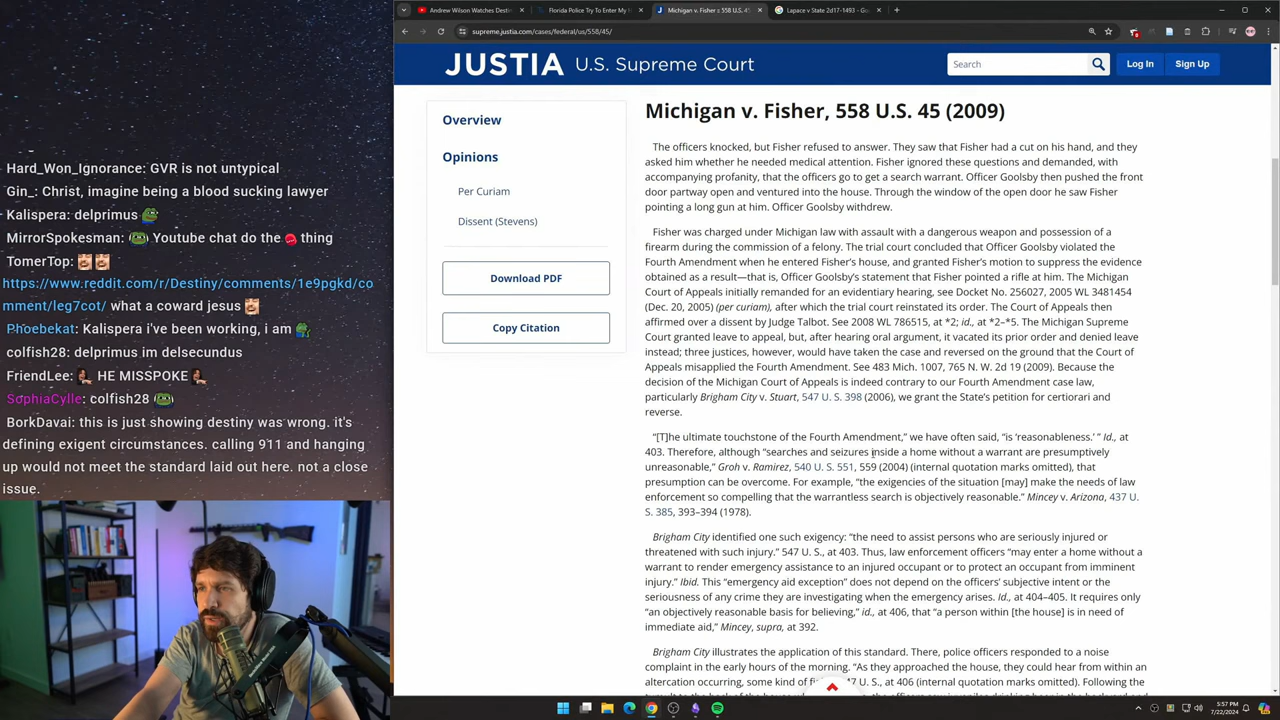 Andrew Wilson Watches Desti
Florida Police Try To Enter My H
Michigan v. Fisher :: 558 U.S. 45
Lapace v State 2d17-1493 - Go
supreme.justia.com/cases/federal/us/558/45/
JUSTIA U.S. Supreme Court
Search
Log In
Sign Up
Overview
Opinions
Per Curiam
Dissent (Stevens)
Download PDF
Copy Citation
Michigan v. Fisher, 558 U.S. 45 (2009)
The officers knocked, but Fisher refused to answer. They saw that Fisher had a cut on his hand, and they
asked him whether he needed medical attention. Fisher ignored these questions and demanded, with
accompanying profanity, that the officers go to get a search warrant. Officer Goolsby then pushed the front
door partway open and ventured into the house. Through the window of the open door he saw Fisher
pointing a long gun at him. Officer Goolsby withdrew.
Fisher was charged under Michigan law with assault with a dangerous weapon and possession of a
firearm during the commission of a felony. The trial court concluded that Officer Goolsby violated the
Fourth Amendment when he entered Fisher's house, and granted Fisher's motion to suppress the evidence
obtained as a result—that is, Officer Goolsby's statement that Fisher pointed a rifle at him. The Michigan
Court of Appeals initially remanded for an evidentiary hearing, see Docket No. 256027, 2005 WL 3481454
(Dec. 20, 2005) (per curiam), after which the trial court reinstated its order. The Court of Appeals then
affirmed over a dissent by Judge Talbot. See 2008 WL 786515, at *2; id., at *2–*5. The Michigan Supreme
Court granted leave to appeal, but, after hearing oral argument, it vacated its prior order and denied leave
instead; three justices, however, would have taken the case and reversed on the ground that the Court of
Appeals misapplied the Fourth Amendment. See 483 Mich. 1007, 765 N. W. 2d 19 (2009). Because the
decision of the Michigan Court of Appeals is indeed contrary to our Fourth Amendment case law,
particularly Brigham City v. Stuart, 547 U. S. 398 (2006), we grant the State's petition for certiorari and
reverse.
"[T]he ultimate touchstone of the Fourth Amendment," we have often said, "is 'reasonableness.' " Id., at
403. Therefore, although "searches and seizures inside a home without a warrant are presumptively
unreasonable," Groh v. Ramirez, 540 U. S. 551, 559 (2004) (internal quotation marks omitted), that
presumption can be overcome. For example, "the exigencies of the situation [may] make the needs of law
enforcement so compelling that the warrantless search is objectively reasonable." Mincey v. Arizona, 437 U.
S. 385, 393–394 (1978).
Brigham City identified one such exigency: "the need to assist persons who are seriously injured or
threatened with such injury." 547 U. S., at 403. Thus, law enforcement officers "may enter a home without a
warrant to render emergency assistance to an injured occupant or to protect an occupant from imminent
injury." Ibid. This "emergency aid exception" does not depend on the officers' subjective intent or the
seriousness of any crime they are investigating when the emergency arises. Id., at 404–405. It requires only
"an objectively reasonable basis for believing," id., at 406, that "a person within [the house] is in need of
immediate aid," Mincey, supra, at 392.
Brigham City illustrates the application of this standard. There, police officers responded to a noise
complaint in the early hours of the morning. "As they approached the house, they could hear from within an
altercation occurring, some kind of 47 U. S., at 406 (internal quotation marks omitted). Following the
Hard_Won_Ignorance: GVR is not untypical
Gin_: Christ, imagine being a blood sucking lawyer
Kalispera: delprimus
MirrorSpokesman: Youtube chat do the thing
TomerTop:
https://www.reddit.com/r/Destiny/comments/1e9pgkd/co
mment/leg7cot/ what a coward jesus
Phoebekat: Kalispera i've been working, i am
colfish28: delprimus im delsecundus
FriendLee: HE MISSPOKE
SophiaCylle: colfish28
BorkDavai: this is just showing destiny was wrong. it's
defining exigent circumstances. calling 911 and hanging
up would not meet the standard laid out here. not a close
issue.
5:57 PM
7/22/2024